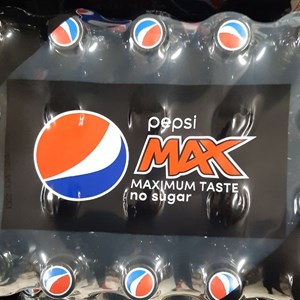 pepsi
MAX
MAXIMUM TASTE
no sugar